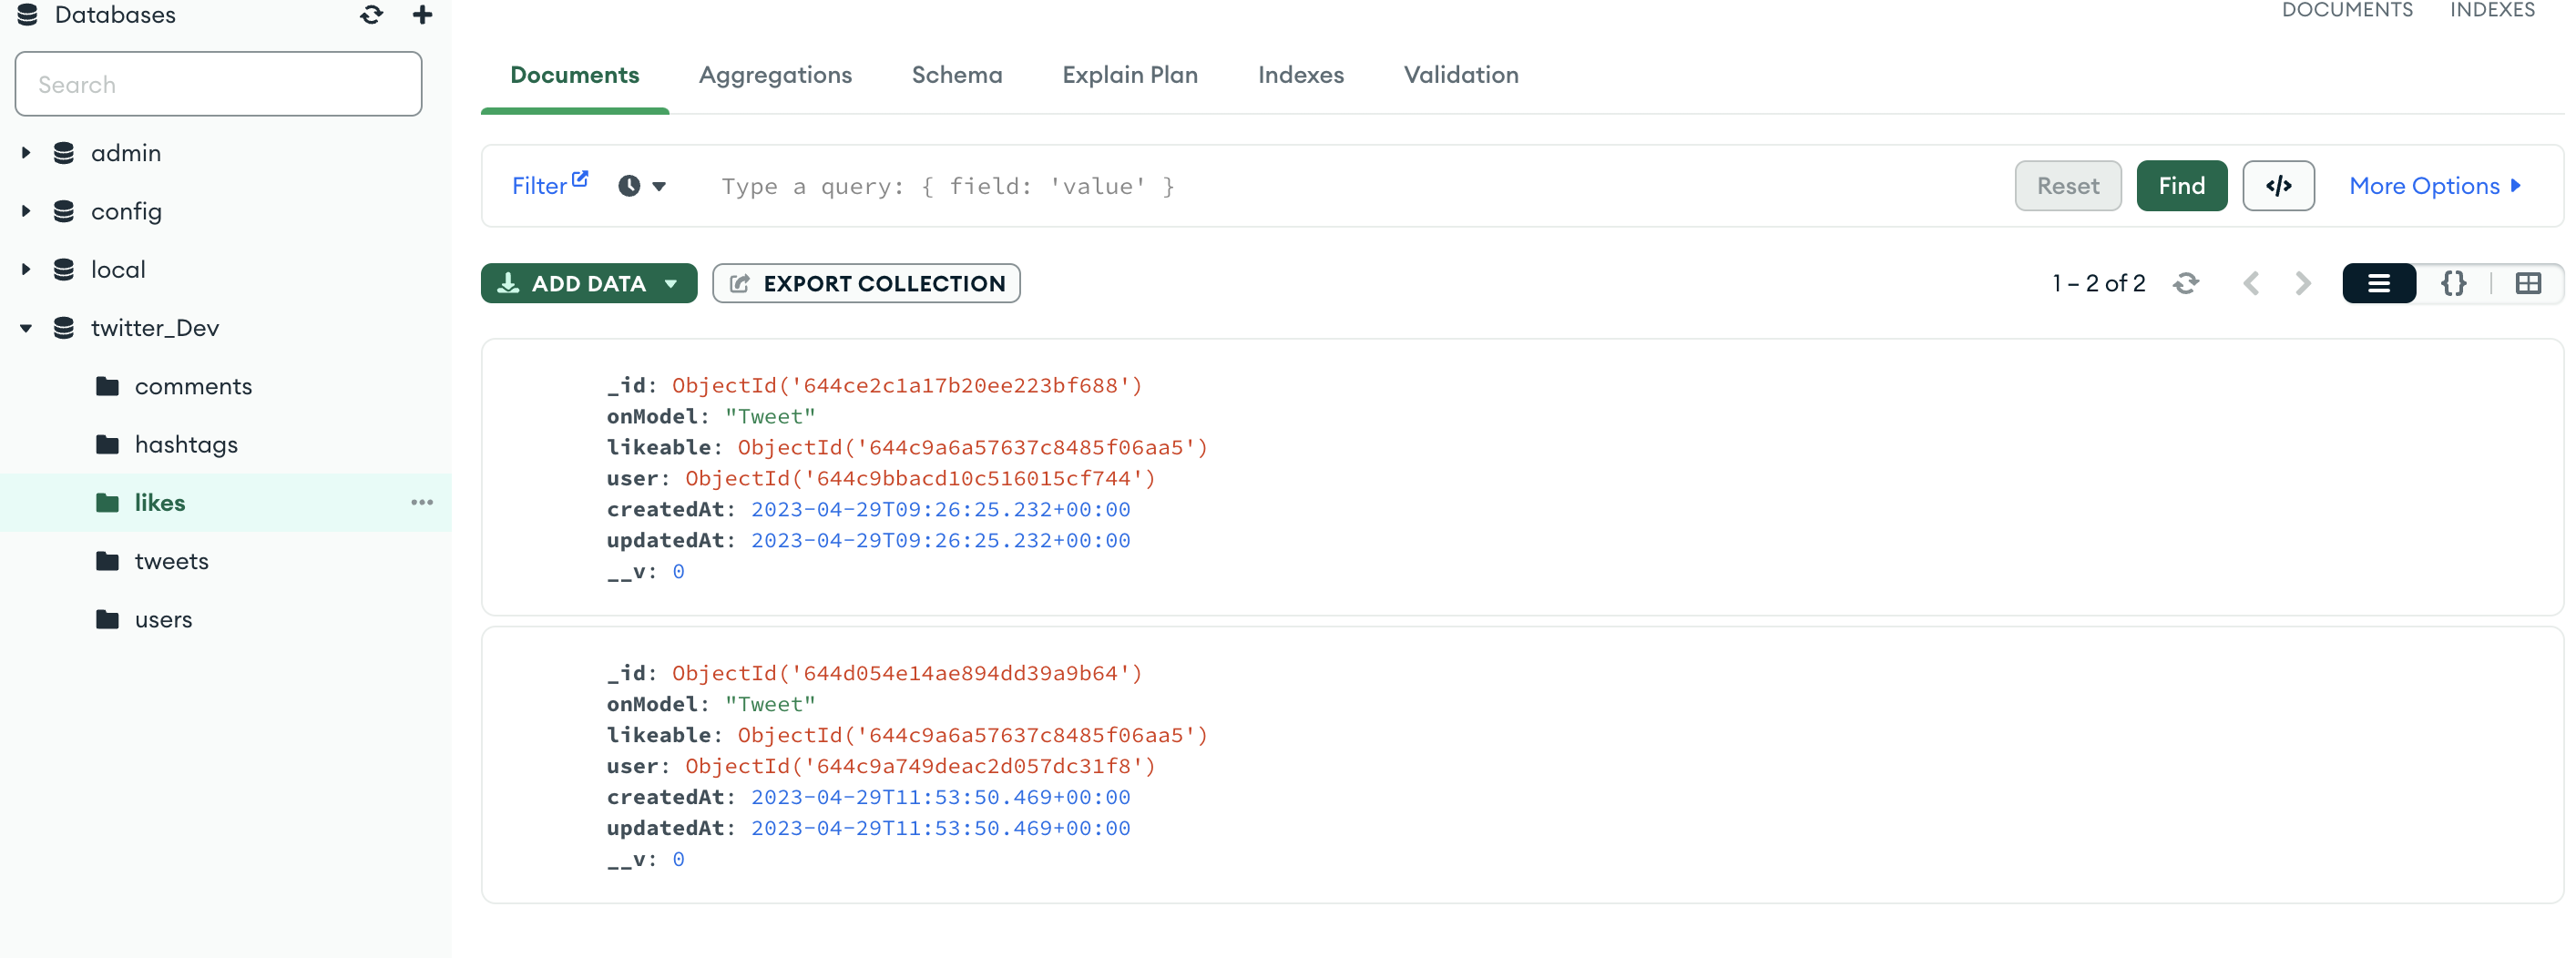 Databases
Search
admin
config
local
twitter_Dev
comments
hashtags
likes
tweets
users
DOCUMENTS INDEXES
Documents Aggregations Schema Explain Plan Indexes Validation
Filter Type a query: { field: 'value' } Reset Find </> More Options
ADD DATA EXPORT COLLECTION 1 – 2 of 2 {}
_id: ObjectId('644ce2c1a17b20ee223bf688')
onModel: "Tweet"
likeable: ObjectId('644c9a6a57637c8485f06aa5')
user: ObjectId('644c9bbacd10c516015cf744')
createdAt: 2023-04-29T09:26:25.232+00:00
updatedAt: 2023-04-29T09:26:25.232+00:00
__v: 0
_id: ObjectId('644d054e14ae894dd39a9b64')
onModel: "Tweet"
likeable: ObjectId('644c9a6a57637c8485f06aa5')
user: ObjectId('644c9a749deac2d057dc31f8')
createdAt: 2023-04-29T11:53:50.469+00:00
updatedAt: 2023-04-29T11:53:50.469+00:00
__v: 0